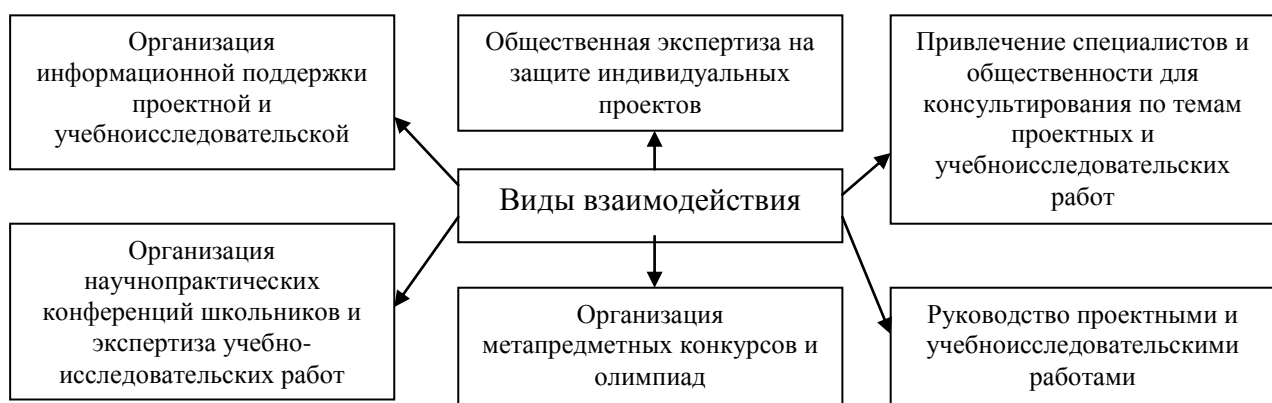 Организация
информационной поддержки
проектной и
учебноисследовательской
Общественная экспертиза на
защите индивидуальных
проектов
Привлечение специалистов и
общественности для
консультирования по темам
проектных и
учебноисследовательских
работ
Виды взаимодействия
Организация
научнопрактических
конференций школьников и
экспертиза учебно-
исследовательских работ
Организация
метапредметных конкурсов и
олимпиад
Руководство проектными и
учебноисследовательскими
работами